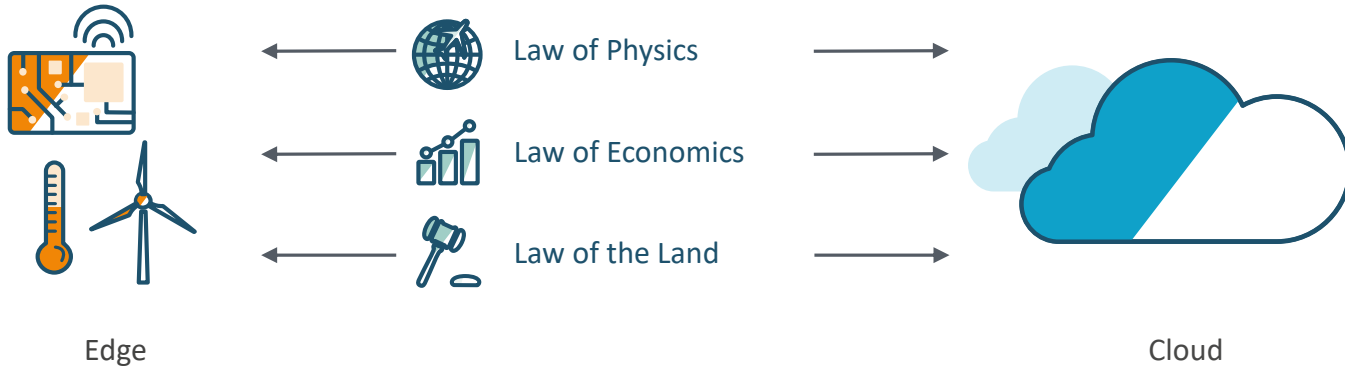 Law of Physics
Law of Economics
Law of the Land
Edge
Cloud